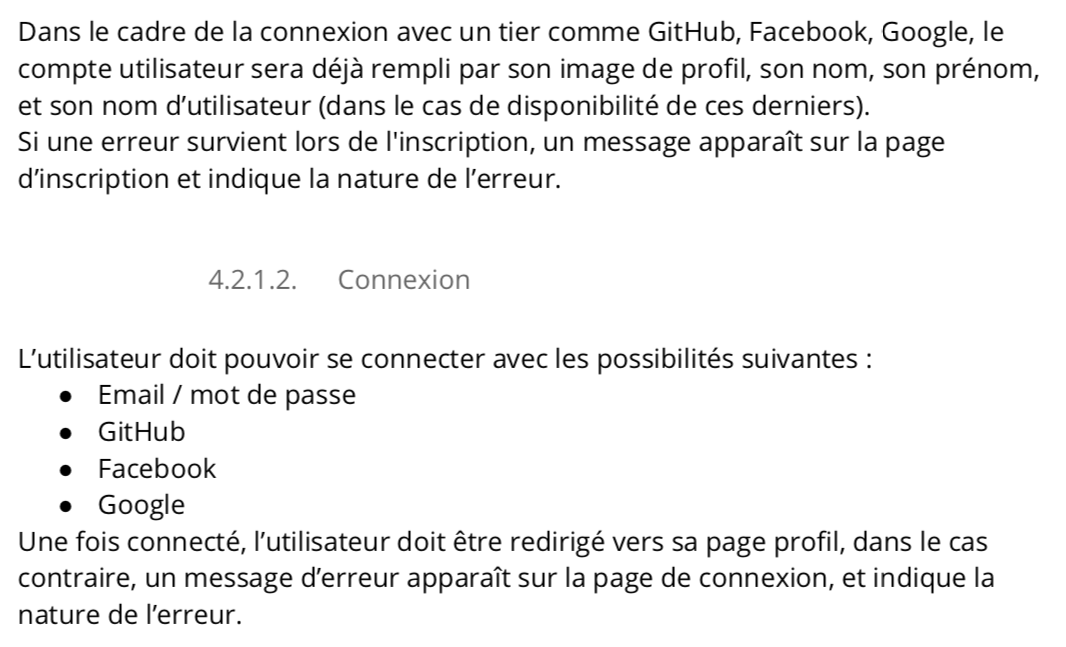 Dans le cadre de la connexion avec un tier comme GitHub, Facebook, Google, le
compte utilisateur sera déjà rempli par son image de profil, son nom, son prénom,
et son nom d’utilisateur (dans le cas de disponibilité de ces derniers).
Si une erreur survient lors de l'inscription, un message apparaît sur la page
d’inscription et indique la nature de l’erreur.
4.2.1.2. Connexion
L’utilisateur doit pouvoir se connecter avec les possibilités suivantes :
● Email / mot de passe
● GitHub
● Facebook
● Google
Une fois connecté, l’utilisateur doit être redirigé vers sa page profil, dans le cas
contraire, un message d’erreur apparaît sur la page de connexion, et indique la
nature de l’erreur.